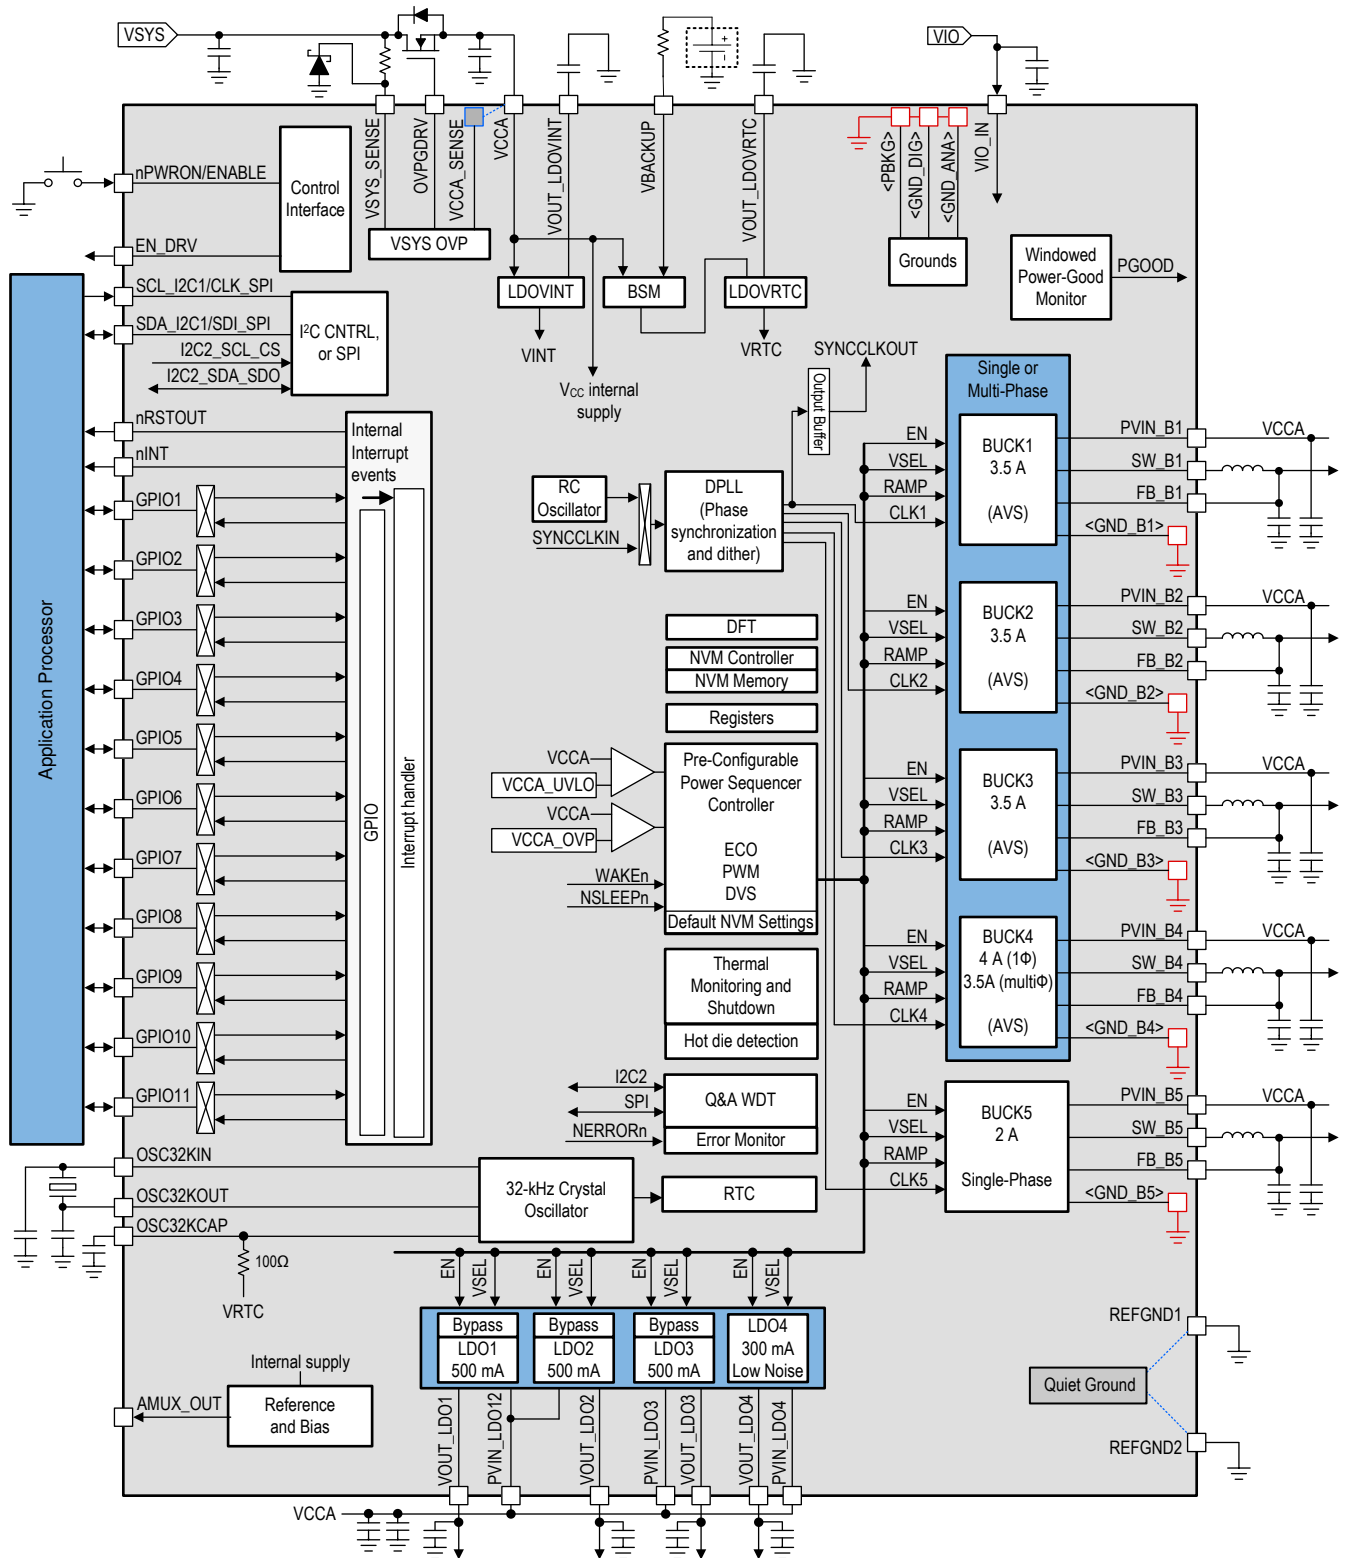 VSYS
VIO
VSYS_SENSE
OVPGDRV
VCCA_SENSE
VCCA
VOUT_LDOVINT
VBACKUP
VOUT_LDOVRTC
<PBKG>
<GND_DIG>
<GND_ANA>
VIO_IN
nPWRON/ENABLE
Control
Interface
EN_DRV
VSYS OVP
LDOVINT
BSM
LDOVRTC
Grounds
Windowed
Power-Good
Monitor
PGOOD
VINT
VCC internal
supply
VRTC
SYNCCLKOUT
Output Buffer
Application Processor
SCL_I2C1/CLK_SPI
SDA_I2C1/SDI_SPI
I2C2_SCL_CS
I2C2_SDA_SDO
I²C CNTRL,
or SPI
nRSTOUT
nINT
GPIO1
GPIO2
GPIO3
GPIO4
GPIO5
GPIO6
GPIO7
GPIO8
GPIO9
GPIO10
GPIO11
Internal
Interrupt
events
GPIO
Interrupt handler
RC
Oscillator
SYNCCLKIN
DPLL
(Phase
synchronization
and dither)
DFT
NVM Controller
NVM Memory
Registers
VCCA
VCCA_UVLO
VCCA
VCCA_OVP
WAKEn
NSLEEPn
Pre-Configurable
Power Sequencer
Controller
ECO
PWM
DVS
Default NVM Settings
Thermal
Monitoring and
Shutdown
Hot die detection
I2C2
SPI
NERRORn
Q&A WDT
Error Monitor
RTC
Single or
Multi-Phase
EN
VSEL
RAMP
CLK1
BUCK1
3.5 A
(AVS)
PVIN_B1
SW_B1
FB_B1
<GND_B1>
VCCA
EN
VSEL
RAMP
CLK2
BUCK2
3.5 A
(AVS)
PVIN_B2
SW_B2
FB_B2
<GND_B2>
VCCA
EN
VSEL
RAMP
CLK3
BUCK3
3.5 A
(AVS)
PVIN_B3
SW_B3
FB_B3
<GND_B3>
VCCA
EN
VSEL
RAMP
CLK4
BUCK4
4 A (1Φ)
3.5A (multiΦ)
(AVS)
PVIN_B4
SW_B4
FB_B4
<GND_B4>
VCCA
EN
VSEL
RAMP
CLK5
BUCK5
2 A
Single-Phase
PVIN_B5
SW_B5
FB_B5
<GND_B5>
VCCA
OSC32KIN
OSC32KOUT
OSC32KCAP
32-kHz Crystal
Oscillator
100Ω
VRTC
EN
VSEL
EN
VSEL
EN
VSEL
EN
VSEL
Bypass
LDO1
500 mA
Bypass
LDO2
500 mA
Bypass
LDO3
500 mA
LDO4
300 mA
Low Noise
Internal supply
Reference
and Bias
AMUX_OUT
VOUT_LDO1
PVIN_LDO12
VOUT_LDO2
PVIN_LDO3
VOUT_LDO3
VOUT_LDO4
PVIN_LDO4
VCCA
REFGND1
Quiet Ground
REFGND2